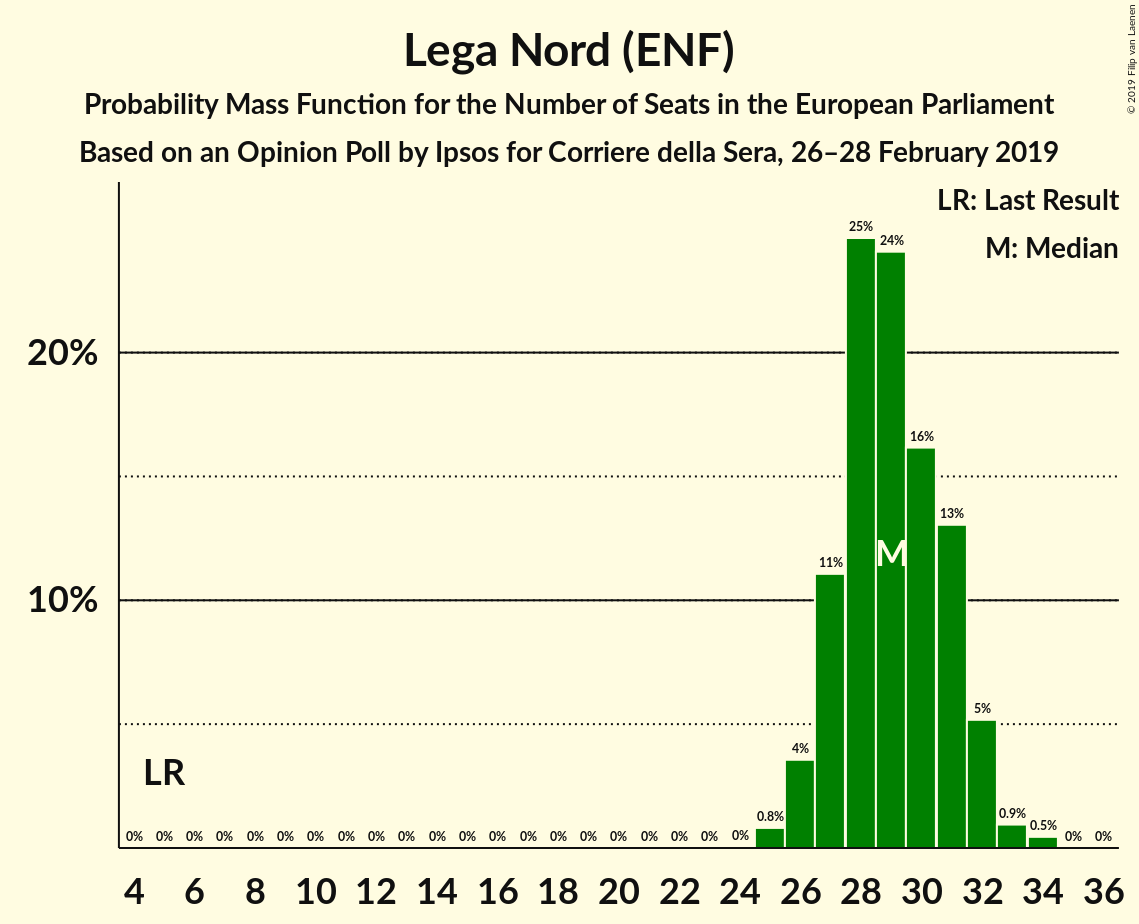 Lega Nord (ENF)
Probability Mass Function for the Number of Seats in the European Parliament
Based on an Opinion Poll by Ipsos for Corriere della Sera, 26–28 February 2019
© 2019 Filip van Laenen
LR: Last Result
M: Median
20%
10%
LR
M
0% 0% 0% 0% 0% 0% 0% 0% 0% 0% 0% 0% 0% 0% 0% 0% 0% 0% 0% 0% 0% 0.8% 4% 11% 25% 24% 16% 13% 5% 0.9% 0.5% 0% 0%
4 6 8 10 12 14 16 18 20 22 24 26 28 30 32 34 36